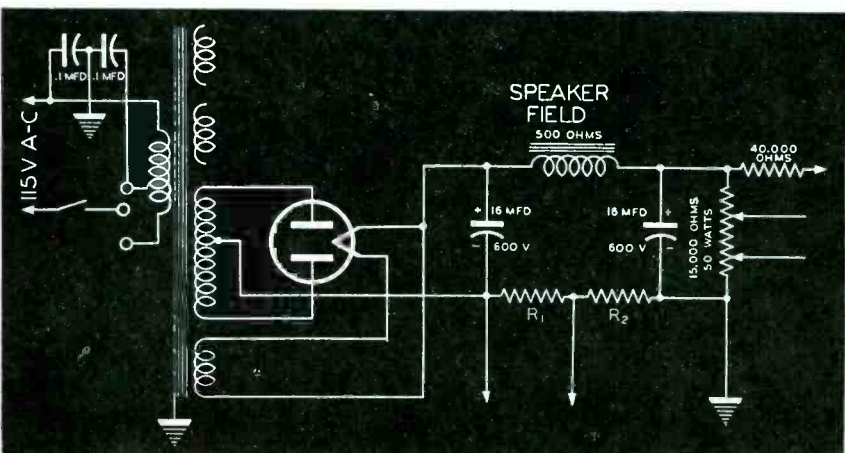 .1 MFD. .1 MFD
115V A-C
SPEAKER
FIELD
500 OHMS
40,000
OHMS
+ 16 MFD
- 600 V
16 MFD +
600 V -
15,000 OHMS
50 WATTS
R1
R2